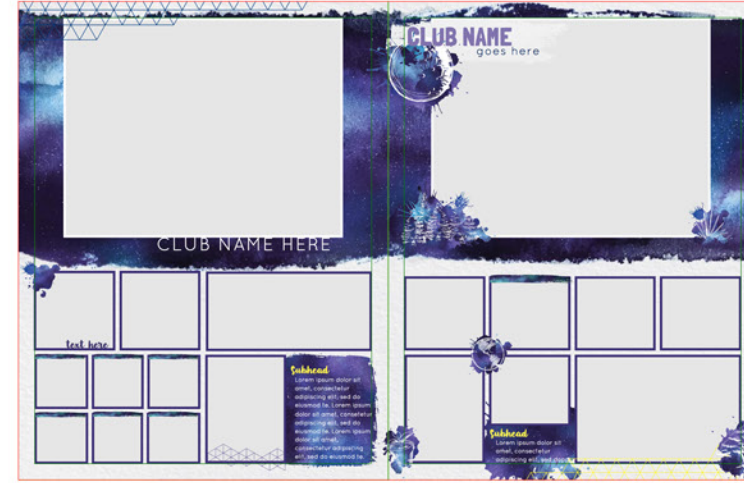 CLUB NAME
goes here
CLUB NAME HERE
text here
Subhead
Lorem ipsum dolor sit
amet, consectetur
adipiscing elit, sed do
eiusmod te. Lorem ipsum
dolor sit amet, consetetur
adipiscing elit, sed do
eiusmod te. Lorem ipsum
dolor sit amet,
consectetur adipiscing
elit, sed do eiusmod te.
Subhead
Lorem ipsum dolor sit
amet, consectetur
adipiscing elit, sed do